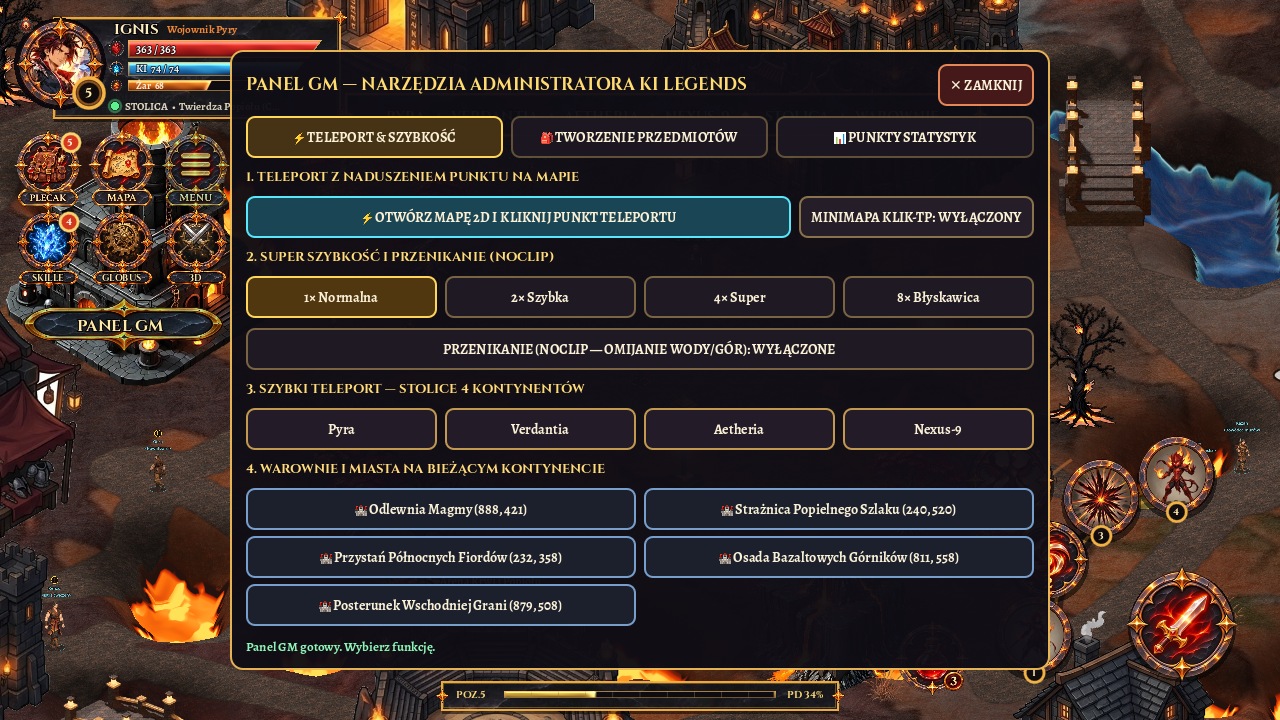 IGNIS Wojownik Pyry
363 / 363
KI 74 / 74
Żar 68
5
STOLICA • Twierdza
5
PLECAK
MAPA
MENU
4
SKILLE
GLOBUS
3D
PANEL GM
PANEL GM — NARZĘDZIA ADMINISTRATORA KI LEGENDS
× ZAMKNIJ
⚡TELEPORT & SZYBKOŚĆ
🎒TWORZENIE PRZEDMIOTÓW
📊PUNKTY STATYSTYK
1. TELEPORT Z NADUSZENIEM PUNKTU NA MAPIE
⚡OTWÓRZ MAPĘ 2D I KLIKNIJ PUNKT TELEPORTU
MINIMAPA KLIK-TP: WYŁĄCZONY
2. SUPER SZYBKOŚĆ I PRZENIKANIE (NOCLIP)
1× Normalna
2× Szybka
4× Super
8× Błyskawica
PRZENIKANIE (NOCLIP — OMIJANIE WODY/GÓR): WYŁĄCZONE
3. SZYBKI TELEPORT — STOLICE 4 KONTYNENTÓW
Pyra
Verdantia
Aetheria
Nexus-9
4. WAROWNIE I MIASTA NA BIEŻĄCYM KONTYNENCIE
🏰Odlewnia Magmy (888, 421)
🏰Strażnica Popielnego Szlaku (240, 520)
🏰Przystań Północnych Fiordów (232, 358)
🏰Osada Bazaltowych Górników (811, 558)
🏰Posterunek Wschodniej Grani (879, 508)
Panel GM gotowy. Wybierz funkcję.
4
3
3
1
POZ.5
PD 34%